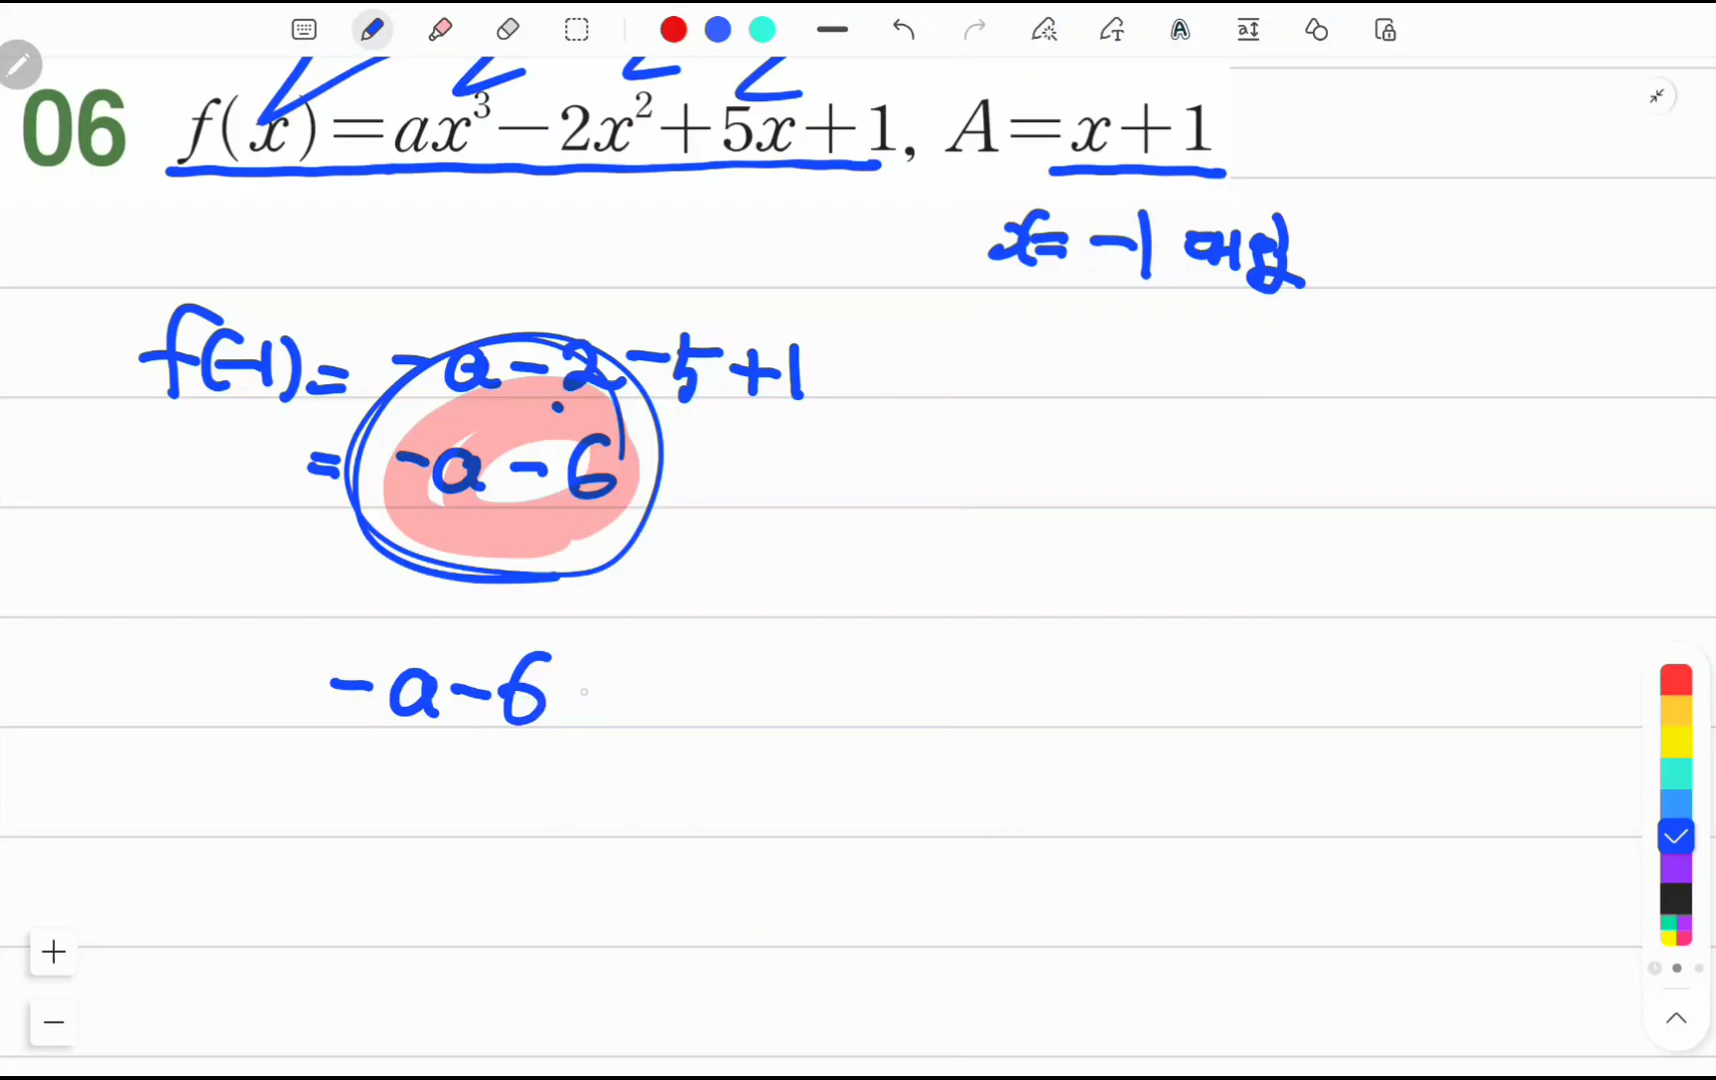 06 f(x)=ax³−2x²+5x+1, A=x+1
x=-1 대입
f(-1)= -a-2-5+1
= -a-6
-a-6